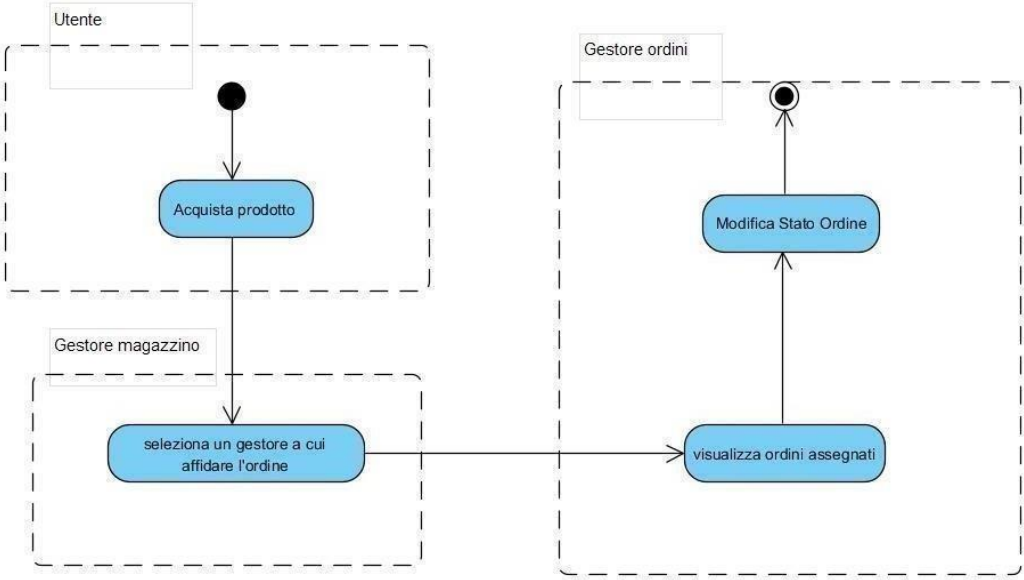 Utente
Acquista prodotto
Gestore magazzino
seleziona un gestore a cui
affidare l'ordine
Gestore ordini
Modifica Stato Ordine
visualizza ordini assegnati